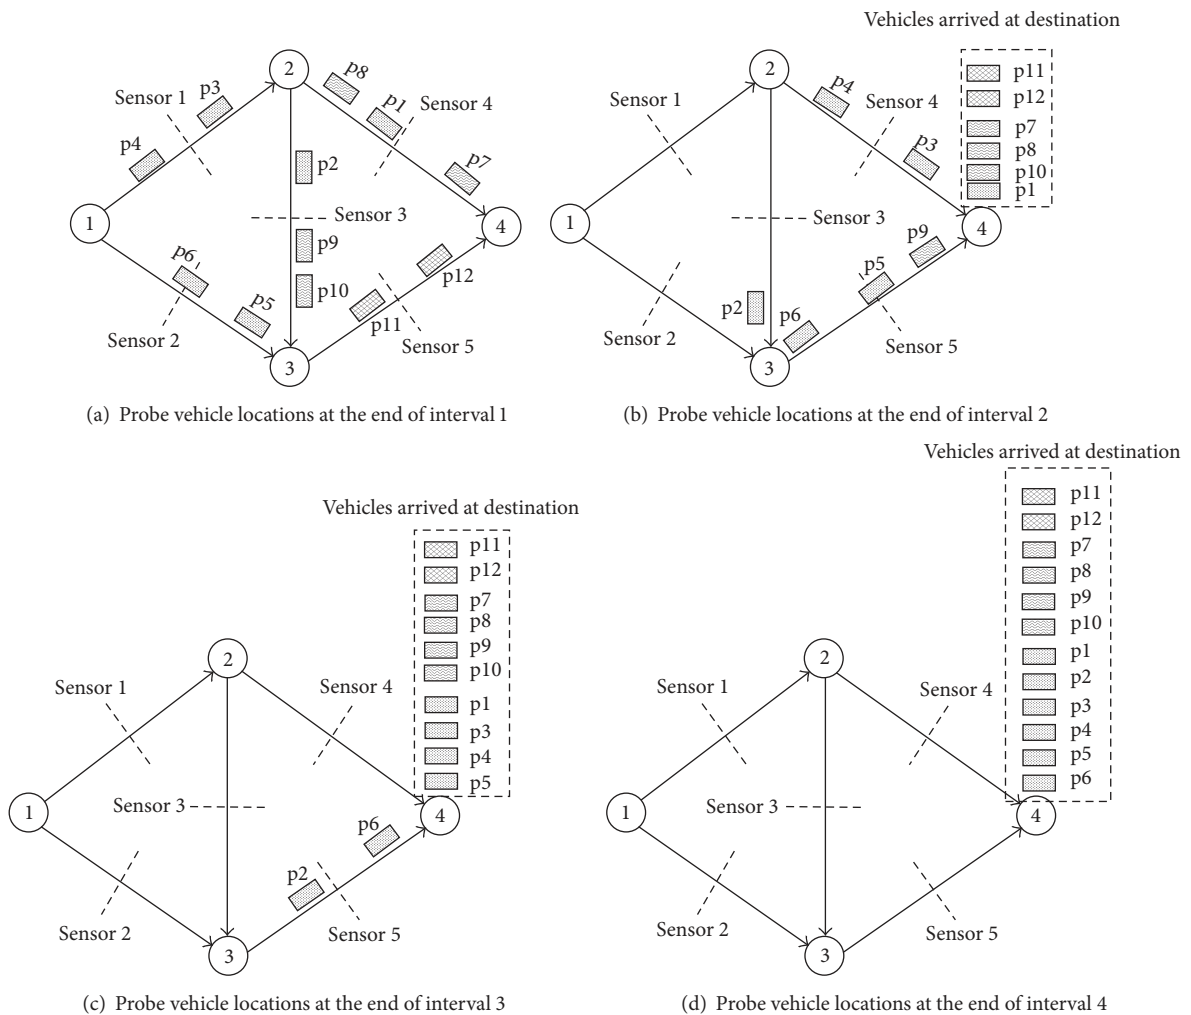 Vehicles arrived at destination
2
p8
p3
Sensor 1
p1
Sensor 4
p4
p2
p7
1
Sensor 3
4
p6
p9
p12
p10
p5
p11
Sensor 2
Sensor 5
3
(a) Probe vehicle locations at the end of interval 1
2
p4
Sensor 1
Sensor 4
p3
p11
p12
p7
p8
p10
p1
1
Sensor 3
4
p9
p5
p2
p6
Sensor 2
Sensor 5
3
(b) Probe vehicle locations at the end of interval 2
Vehicles arrived at destination
p11
p12
p7
p8
p9
p10
p1
p3
p4
p5
2
Sensor 1
Sensor 4
1
Sensor 3
4
p6
p2
Sensor 2
Sensor 5
3
(c) Probe vehicle locations at the end of interval 3
Vehicles arrived at destination
p11
p12
p7
p8
p9
p10
p1
p2
p3
p4
p5
p6
2
Sensor 1
Sensor 4
1
Sensor 3
4
Sensor 2
Sensor 5
3
(d) Probe vehicle locations at the end of interval 4